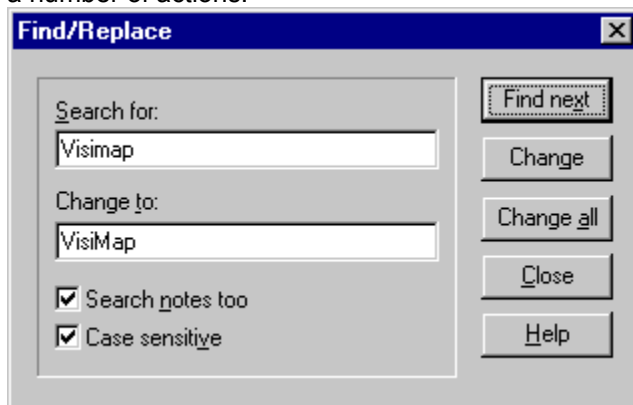 a number of actions.
Find/Replace
Search for:
Visimap
Change to:
VisiMap
Search notes too
Case sensitive
Find next
Change
Change all
Close
Help